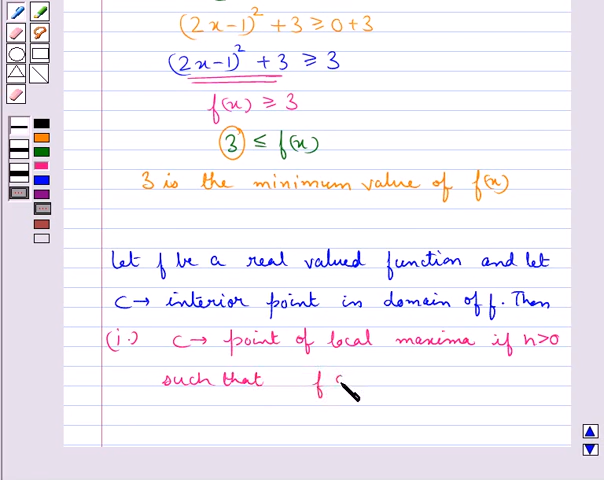 (2x-1)² + 3 ≥ 0 + 3
(2x-1)² + 3 ≥ 3
f(x) ≥ 3
3 ≤ f(x)
3 is the minimum value of f(x)
Let f be a real valued function and let
c → interior point in domain of f. Then
(i.) c → point of local maxima if h>0
such that f